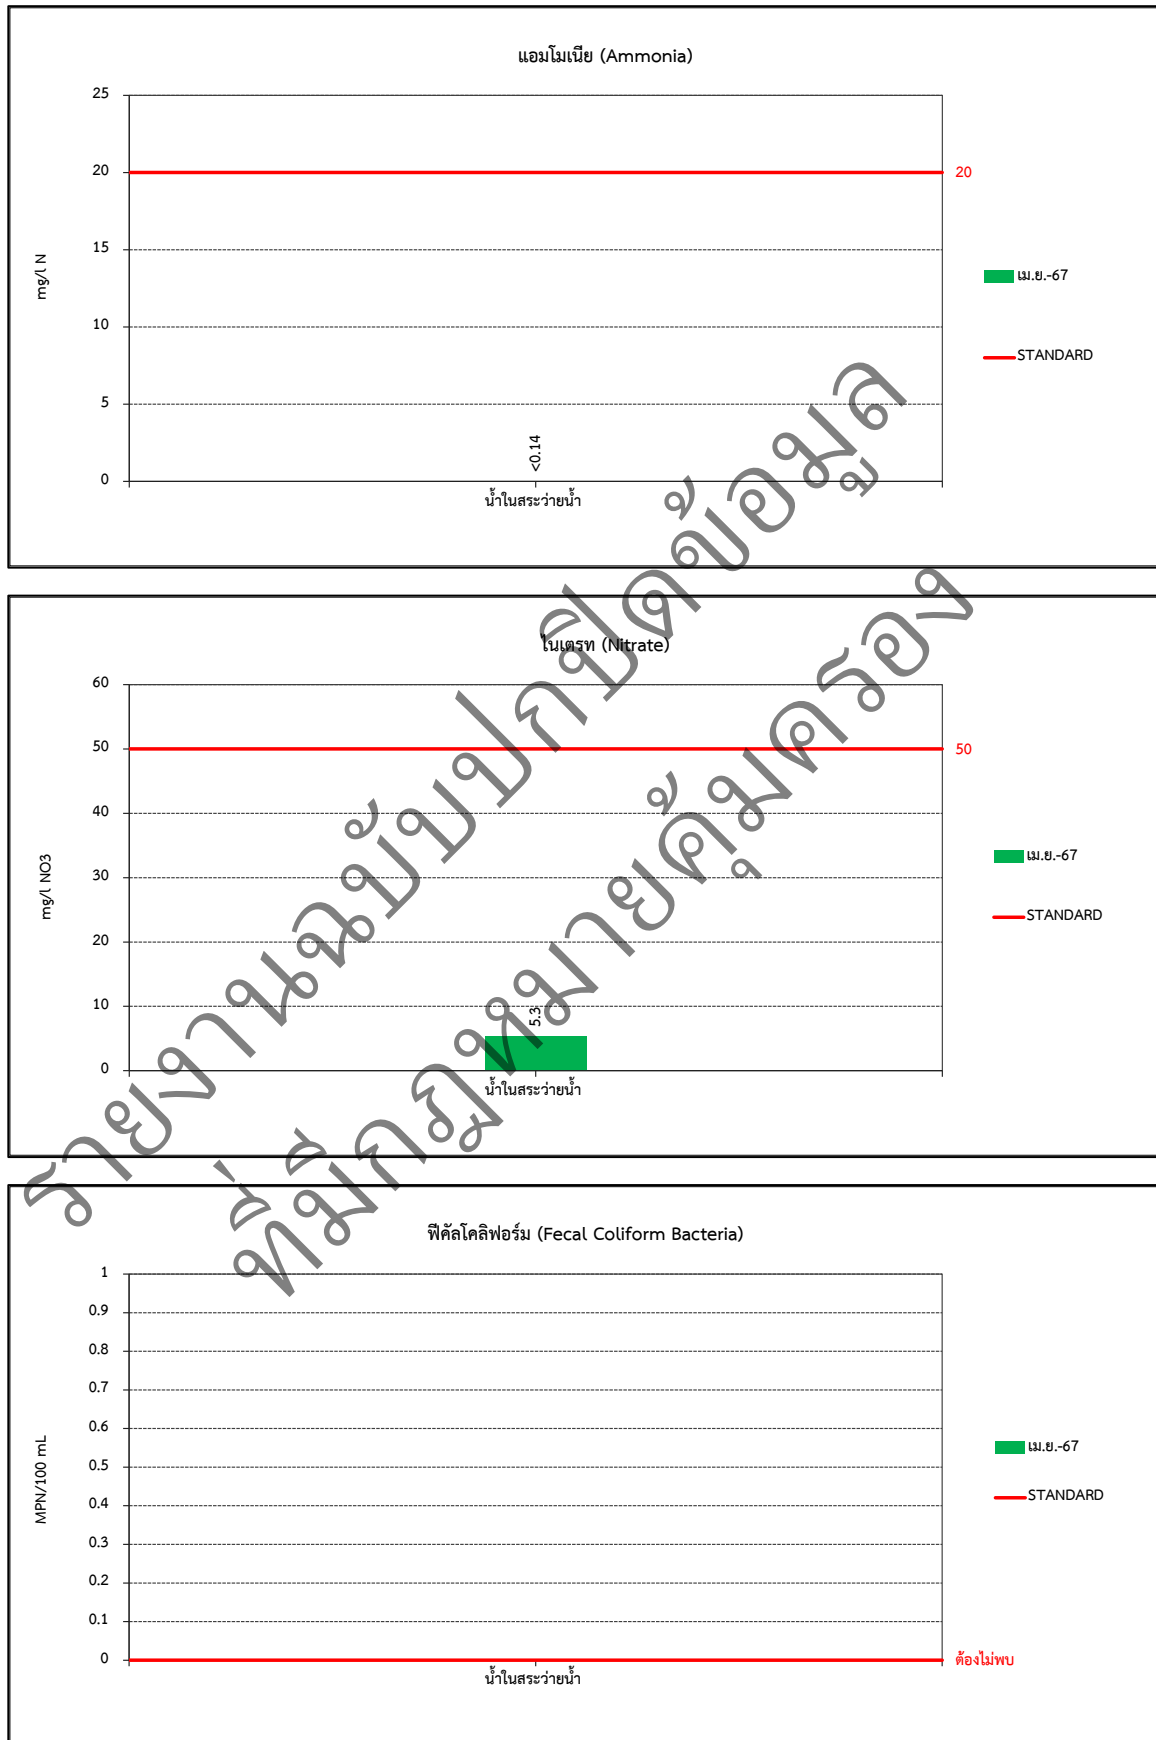 แอมโมเนีย (Ammonia)
25
20
15
10
5
0
mg/l N
<0.14
น้ำในสระว่ายน้ำ
20
เม.ย.-67
STANDARD
ไนเตรท (Nitrate)
60
50
40
30
20
10
0
mg/l NO3
5.3
น้ำในสระว่ายน้ำ
50
เม.ย.-67
STANDARD
ฟีคัลโคลิฟอร์ม (Fecal Coliform Bacteria)
1
0.9
0.8
0.7
0.6
0.5
0.4
0.3
0.2
0.1
0
MPN/100 mL
น้ำในสระว่ายน้ำ
ต้องไม่พบ
เม.ย.-67
STANDARD
รายงานฉบับปกปิดข้อมูล
ที่มีกฎหมายคุ้มครอง